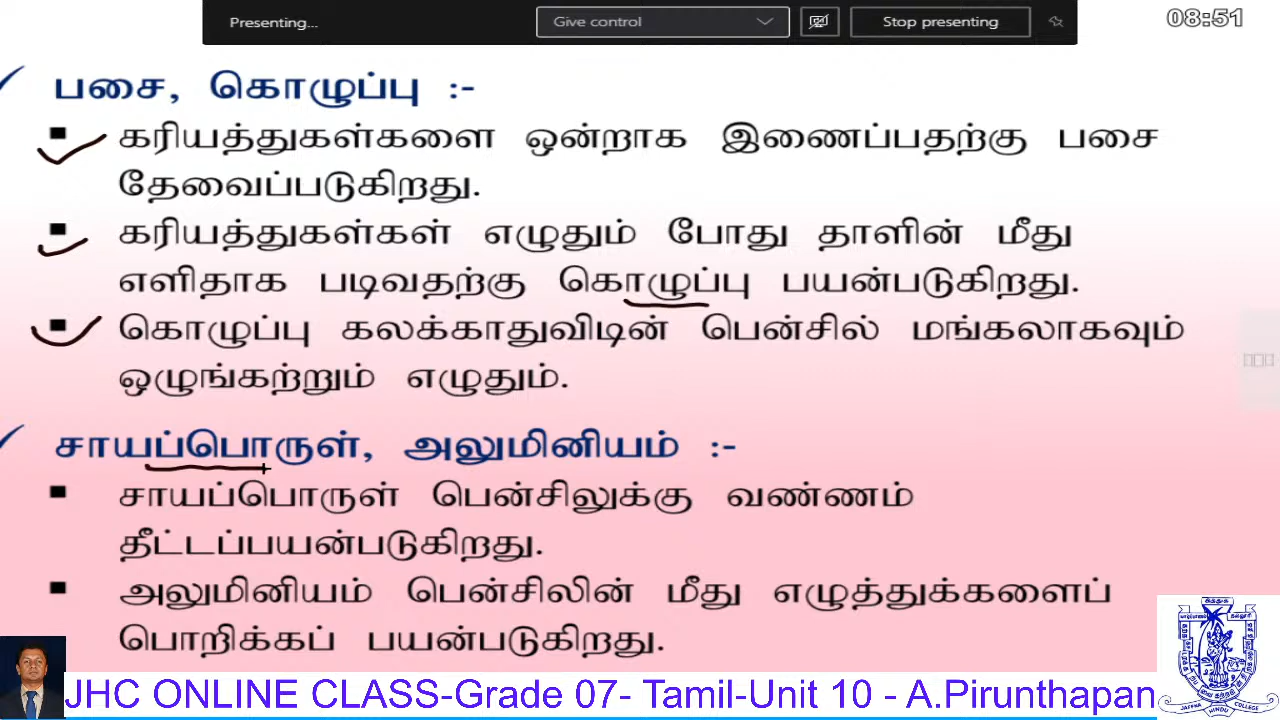 Presenting...
Give control
Stop presenting
08:51
பசை, கொழுப்பு :-
கரியத்துகள்களை ஒன்றாக இணைப்பதற்கு பசை
தேவைப்படுகிறது.
கரியத்துகள்கள் எழுதும் போது தாளின் மீது
எளிதாக படிவதற்கு கொழுப்பு பயன்படுகிறது.
கொழுப்பு கலக்காதுவிடின் பென்சில் மங்கலாகவும்
ஒழுங்கற்றும் எழுதும்.
சாயப்பொருள், அலுமினியம் :-
சாயப்பொருள் பென்சிலுக்கு வண்ணம்
தீட்டப்பயன்படுகிறது.
அலுமினியம் பென்சிலின் மீது எழுத்துக்களைப்
பொறிக்கப் பயன்படுகிறது.
JHC ONLINE CLASS-Grade 07- Tamil-Unit 10 - A.Pirunthapan